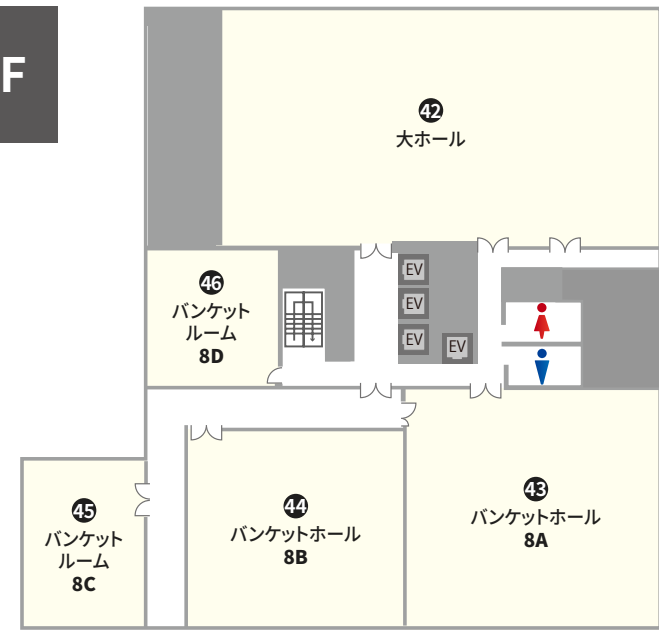 F
42
大ホール
EV
EV
EV
EV
46
バンケット
ルーム
8D
45
バンケット
ルーム
8C
44
バンケットホール
8B
43
バンケットホール
8A